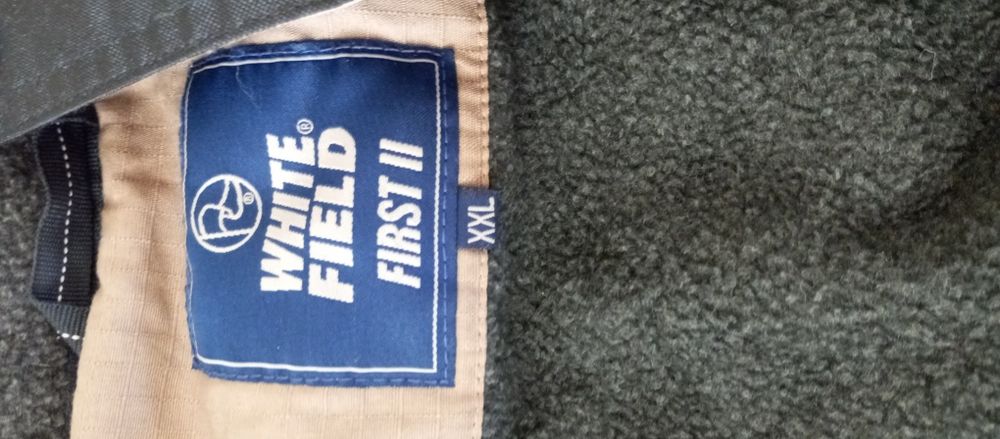 WHITE®
FIELD
FIRST II
XXL